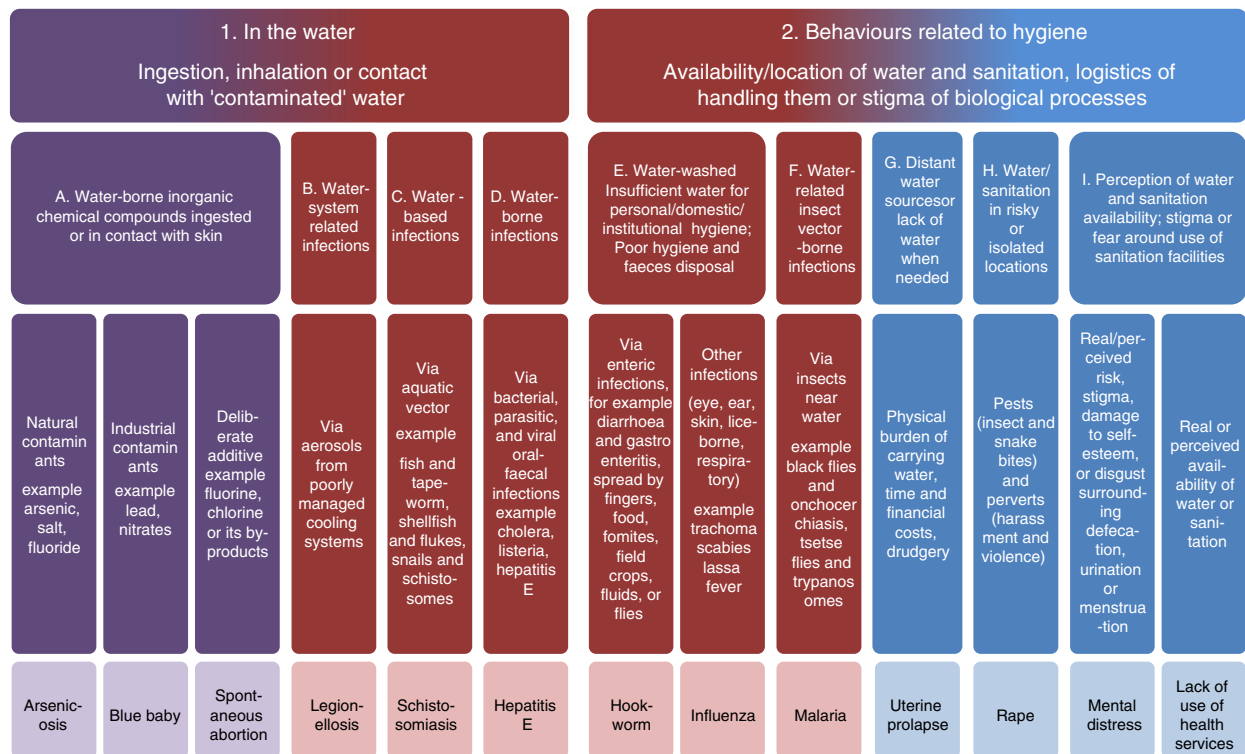 1. In the water
Ingestion, inhalation or contact
with 'contaminated' water
2. Behaviours related to hygiene
Availability/location of water and sanitation, logistics of
handling them or stigma of biological processes
A. Water-borne inorganic
chemical compounds ingested
or in contact with skin
B. Water-
system
related
infections
C. Water -
based
infections
D. Water-
borne
infections
E. Water-washed
Insufficient water for
personal/domestic/
institutional hygiene;
Poor hygiene and
faeces disposal
F. Water-
related
insect
vector
-borne
infections
G. Distant
water
sourcesor
lack of
water
when
needed
H. Water/
sanitation
in risky
or
isolated
locations
I. Perception of water
and sanitation
availability; stigma or
fear around use of
sanitation facilities
Natural
contamin
ants
example
arsenic,
salt,
fluoride
Industrial
contamin
ants
example
lead,
nitrates
Delib-
erate
additive
example
fluorine,
chlorine
or its by-
products
Via
aerosols
from
poorly
managed
cooling
systems
Via
aquatic
vector
example
fish and
tape-
worm,
shellfish
and flukes,
snails and
schisto-
somes
Via
bacterial,
parasitic,
and viral
oral-
faecal
infections
example
cholera,
listeria,
hepatitis
E
Via
enteric
infections,
for example
diarrhoea
and gastro
enteritis,
spread by
fingers,
food,
fomites,
field
crops,
fluids, or
flies
Other
infections
(eye, ear,
skin, lice-
borne,
respira-
tory)
example
trachoma
scabies
lassa
fever
Via
insects
near
water
example
black flies
and
onchocer
chiasis,
tsetse
flies and
trypanos
omes
Physical
burden of
carrying
water,
time and
financial
costs,
drudgery
Pests
(insect and
snake
bites)
and
perverts
(harass
ment and
violence)
Real/per-
ceived
risk,
stigma,
damage
to self-
esteem,
or disgust
surround-
ing
defeca-
tion,
urination
or
menstrua
-tion
Real or
perceived
avail-
ability of
water or
sani-
tation
Arsenic-
osis
Blue baby
Spont-
aneous
abortion
Legion-
ellosis
Schisto-
somiasis
Hepatitis
E
Hook-
worm
Influenza
Malaria
Uterine
prolapse
Rape
Mental
distress
Lack of
use of
health
services